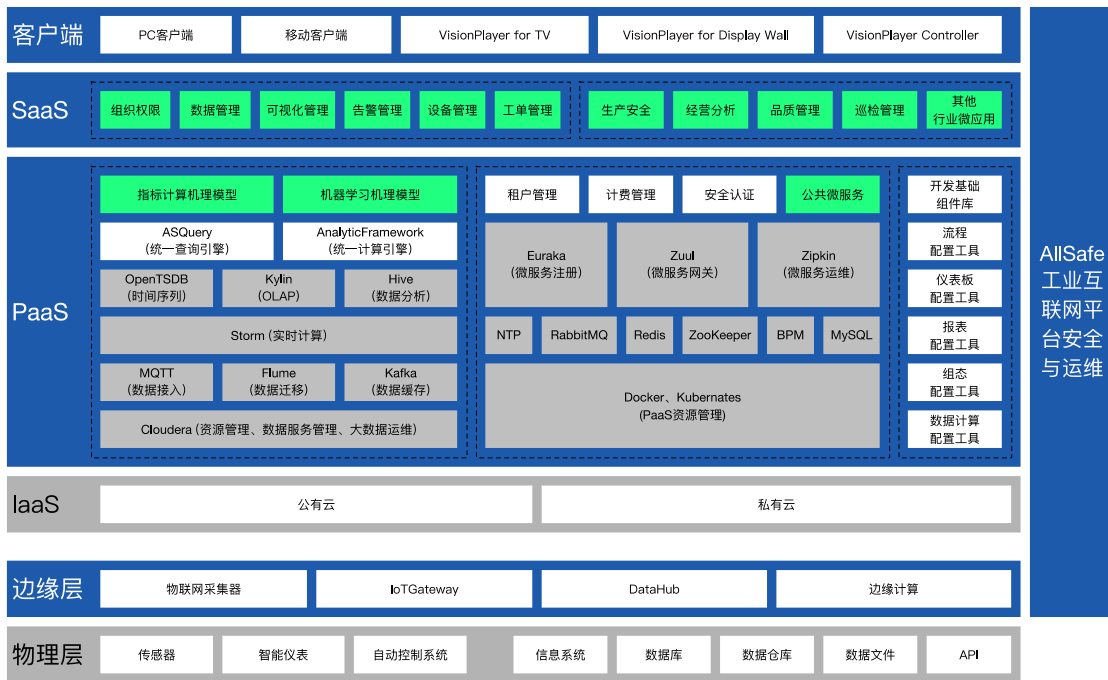 客户端
PC客户端
移动客户端
VisionPlayer for TV
VisionPlayer for Display Wall
VisionPlayer Controller
SaaS
组织权限
数据管理
可视化管理
告警管理
设备管理
工单管理
生产安全
经营分析
品质管理
巡检管理
其他
行业微应用
PaaS
指标计算机理模型
机器学习机理模型
ASQuery
(统一查询引擎)
AnalyticFramework
(统一计算引擎)
OpenTSDB
(时间序列)
Kylin
(OLAP)
Hive
(数据分析)
Storm (实时计算)
MQTT
(数据接入)
Flume
(数据迁移)
Kafka
(数据缓存)
Cloudera (资源管理、数据服务管理、大数据运维)
租户管理
计费管理
安全认证
公共微服务
Euraka
(微服务注册)
Zuul
(微服务网关)
Zipkin
(微服务运维)
NTP
RabbitMQ
Redis
ZooKeeper
BPM
MySQL
Docker、Kubernates
(PaaS资源管理)
开发基础
组件库
流程
配置工具
仪表板
配置工具
报表
配置工具
组态
配置工具
数据计算
配置工具
IaaS
公有云
私有云
边缘层
物联网采集器
IoTGateway
DataHub
边缘计算
物理层
传感器
智能仪表
自动控制系统
信息系统
数据库
数据仓库
数据文件
API
AllSafe
工业互
联网平
台安全
与运维